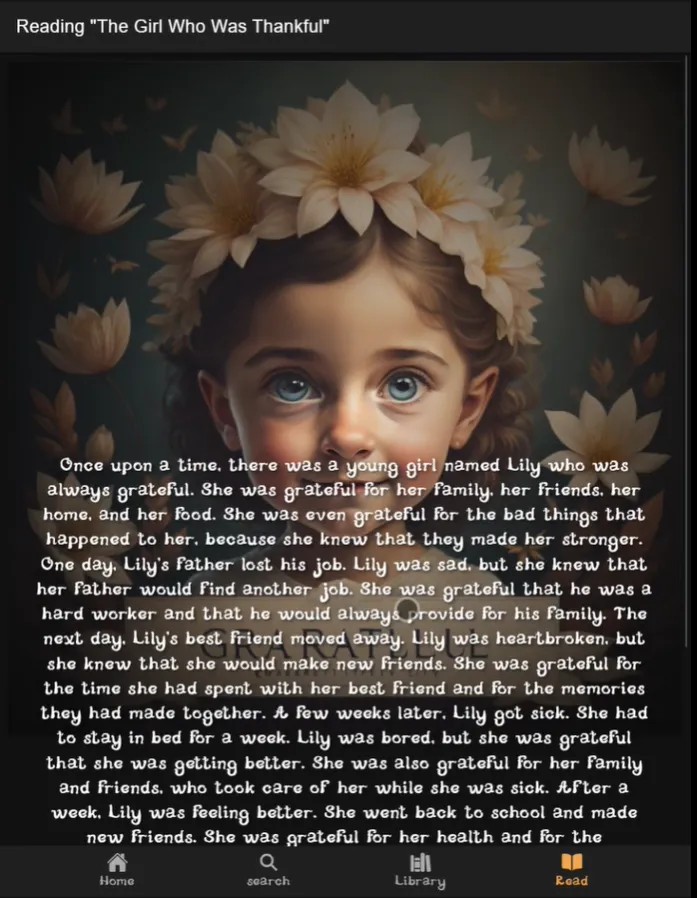 Reading "The Girl Who Was Thankful"
Once upon a time, there was a young girl named Lily who was
always grateful. She was grateful for her family, her friends, her
home, and her food. She was even grateful for the bad things that
happened to her, because she knew that they made her stronger.
One day, Lily's father lost his job. Lily was sad, but she knew that
her father would find another job. She was grateful that he was a
hard worker and that he would always provide for his family. The
next day, Lily's best friend moved away. Lily was heartbroken, but
she knew that she would make new friends. She was grateful for
the time she had spent with her best friend and for the memories
they had made together. A few weeks later, Lily got sick. She had
to stay in bed for a week. Lily was bored, but she was grateful
that she was getting better. She was also grateful for her family
and friends, who took care of her while she was sick. After a
week, Lily was feeling better. She went back to school and made
new friends. She was grateful for her health and for the
Home
search
Library
Read